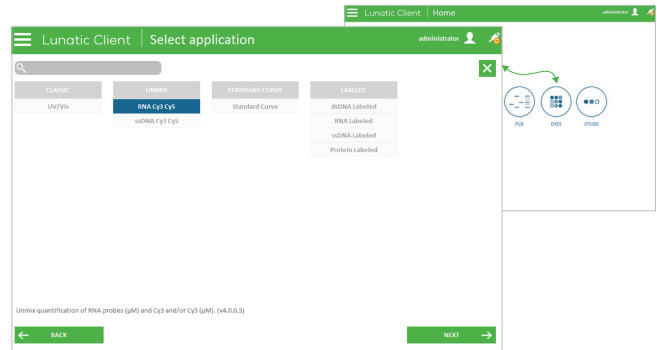 Lunatic Client | Home
administrator
Lunatic Client | Select application
administrator
CLASSIC UNMIX STANDARD CURVE LABELED
UV/Vis RNA Cy3 Cy5 Standard Curve dsDNA Labeled
ssDNA Cy3 Cy5 RNA Labeled
ssDNA Labeled
Protein Labeled
PCR DYES OTHER
Unmix quantification of RNA probes (μM) and Cy3 and/or Cy5 (μM). (v4.0.0.5)
BACK NEXT